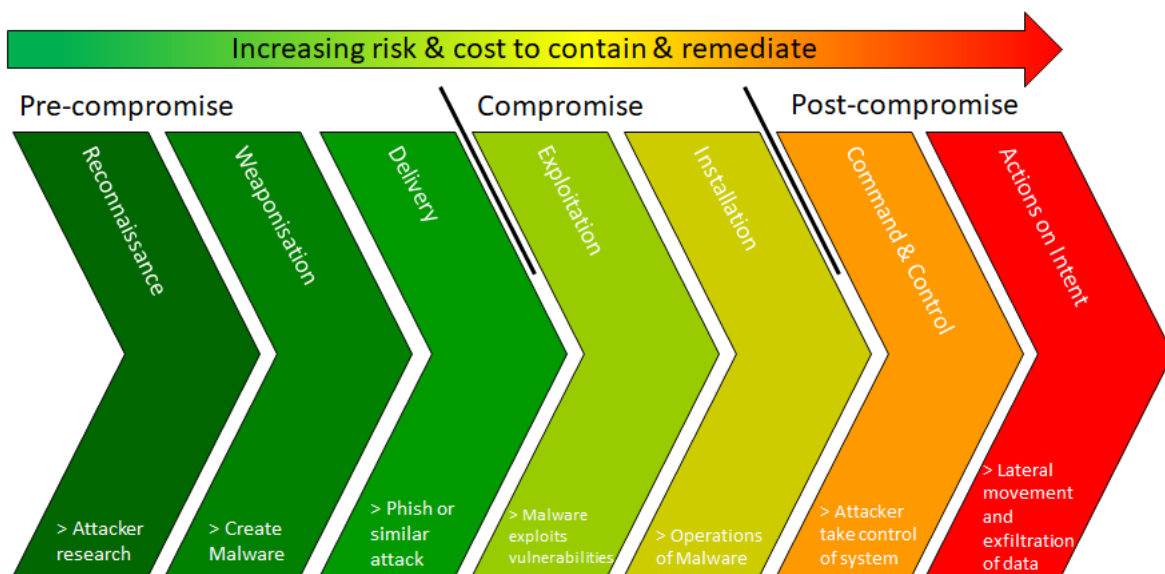 Increasing risk & cost to contain & remediate
Pre-compromise
Compromise
Post-compromise
Reconnaissance
Weaponisation
Delivery
Exploitation
Installation
Command & Control
Actions on Intent
> Attacker
research
> Create
Malware
> Phish or
similar
attack
> Malware
exploits
vulnerabilities
> Operations
of Malware
> Attacker
take control
of system
> Lateral
movement
and
exfiltration
of data